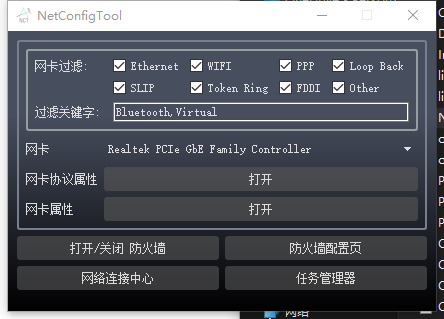 NetConfigTool
网卡过滤: Ethernet WIFI PPP Loop Back
SLIP Token Ring FDDI Other
过滤关键字: Bluetooth,Virtual
网卡 Realtek PCIe GbE Family Controller
网卡协议属性 打开
网卡属性 打开
打开/关闭 防火墙 防火墙配置页
网络连接中心 任务管理器
网络